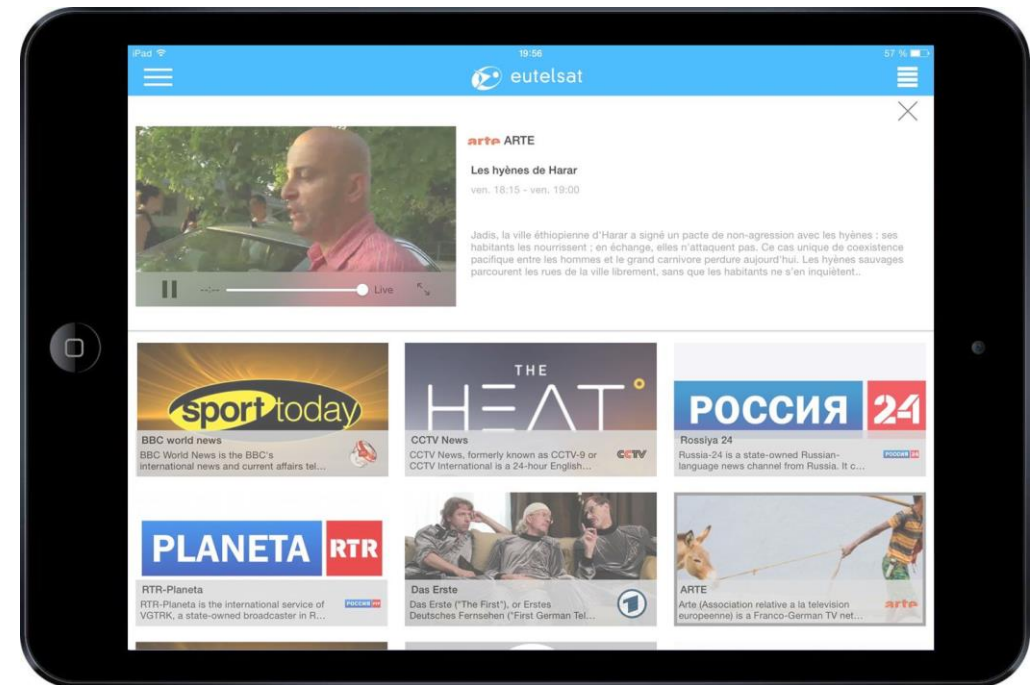 iPad
19:56
57 %
eutelsat
arte ARTE
Les hyènes de Harar
ven. 18:15 - ven. 19:00
Jadis, la ville éthiopienne d'Harar a signé un pacte de non-agression avec les hyènes : ses
habitants les nourrissent ; en échange, elles n'attaquent pas. Ce cas unique de coexistence
pacifique entre les hommes et le grand carnivore perdure aujourd'hui. Les hyènes sauvages
parcourent les rues de la ville librement, sans que les habitants ne s'en inquiètent..
--:--
Live
sport today
BBC world news
BBC World News is the BBC's
international news and current affairs tel...
THE
HEAT
CCTV News
CCTV News, formerly known as CCTV-9 or
CCTV International is a 24-hour English...
CCTV
РОССИЯ 24
Rossiya 24
Russia-24 is a state-owned Russian-
language news channel from Russia. It c...
РОССИЯ 24
PLANETA RTR
RTR-Planeta
RTR-Planeta is the international service of
VGTRK, a state-owned broadcaster in R...
Das Erste
Das Erste ("The First"), or Erstes
Deutsches Fernsehen ("First German Tel...
1
ARTE
Arte (Association relative a la television
europeenne) is a Franco-German TV net...
arte